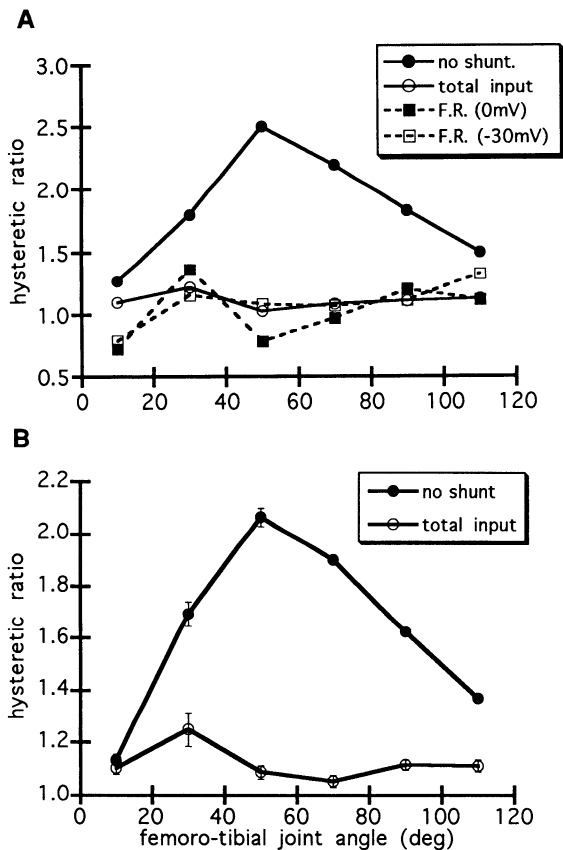 A
no shunt.
total input
F.R. (0mV)
F.R. (-30mV)
hysteretic ratio
3.0
2.5
2.0
1.5
1.0
0.5
0 20 40 60 80 100 120
B
no shunt
total input
hysteretic ratio
2.2
2.0
1.8
1.6
1.4
1.2
1.0
0 20 40 60 80 100 120
femoro-tibial joint angle (deg)